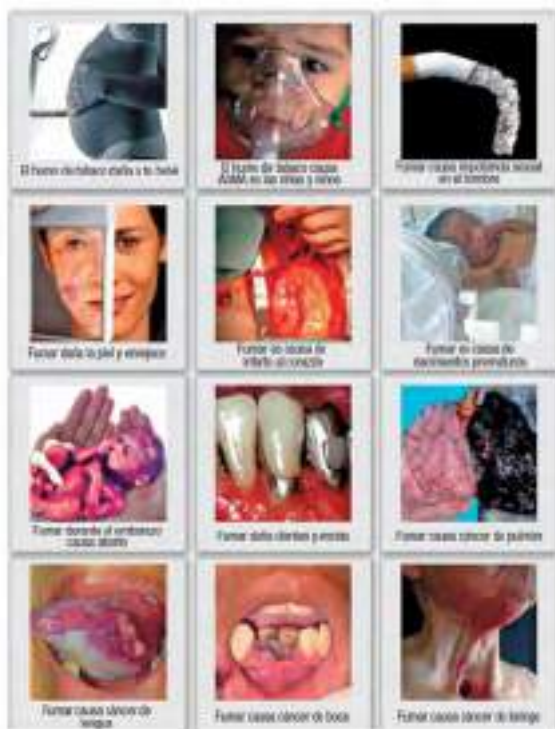 El humo de tabaco daña a tu bebé
El humo de tabaco causa
ASMA en las niñas y niños
Fumar causa impotencia sexual
en el hombre
Fumar daña la piel y envejece
Fumar es causa de
infarto al corazón
Fumar es causa de
nacimientos prematuros
Fumar durante el embarazo
causa aborto
Fumar daña dientes y encías
Fumar causa cáncer de pulmón
Fumar causa cáncer de
lengua
Fumar causa cáncer de boca
Fumar causa cáncer de laringe